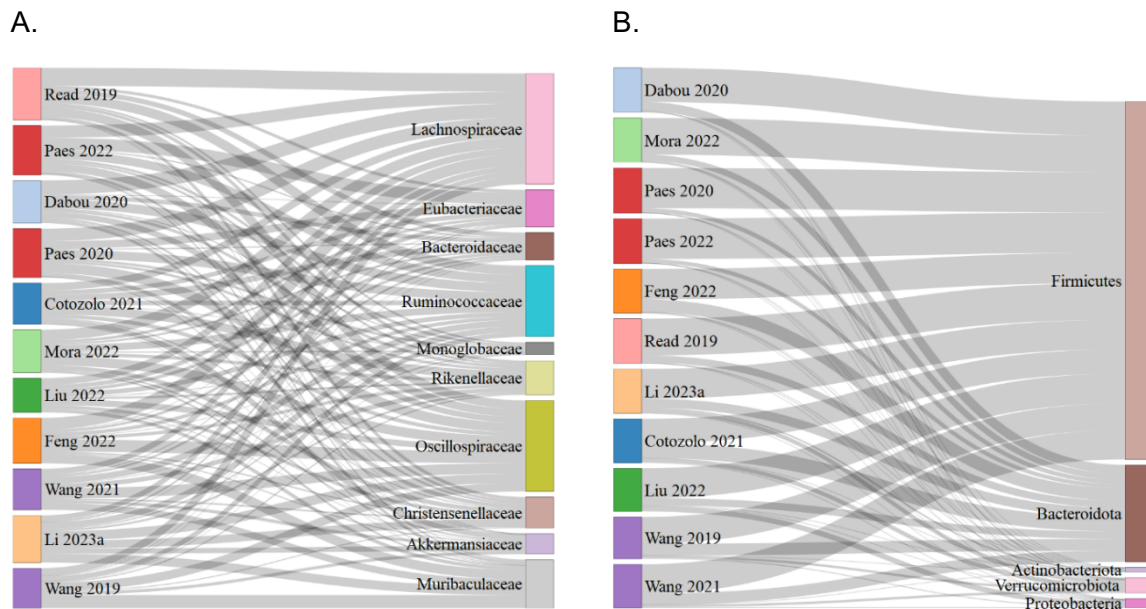 A.
Read 2019
Paes 2022
Dabou 2020
Paes 2020
Cotozolo 2021
Mora 2022
Liu 2022
Feng 2022
Wang 2021
Li 2023a
Wang 2019
Lachnospiraceae
Eubacteriaceae
Bacteroidaceae
Ruminococcaceae
Monoglobaceae
Rikenellaceae
Oscillospiraceae
Christensenellaceae
Akkermansiaceae
Muribaculaceae
B.
Dabou 2020
Mora 2022
Paes 2020
Paes 2022
Feng 2022
Read 2019
Li 2023a
Cotozolo 2021
Liu 2022
Wang 2019
Wang 2021
Firmicutes
Bacteroidota
Actinobacteriota
Verrucomicrobiota
Proteobacteria